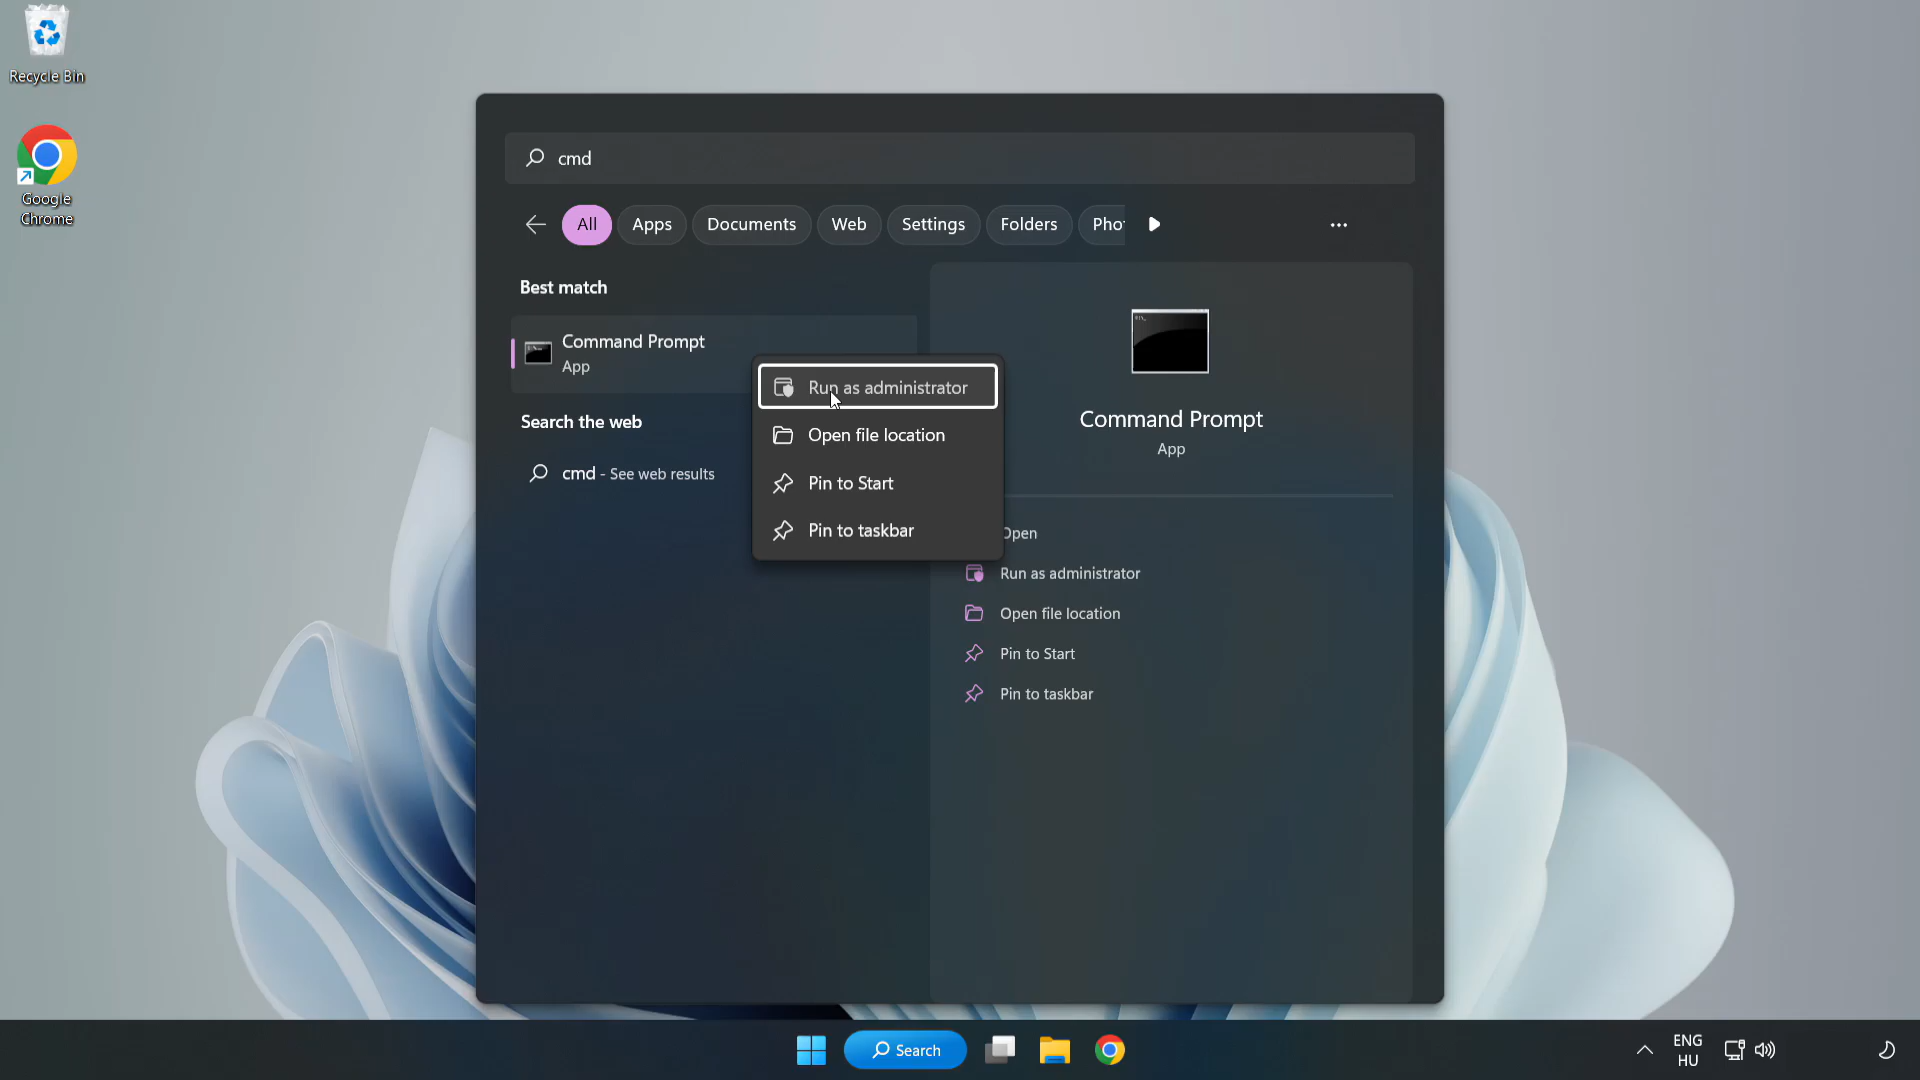 Recycle Bin
Google
Chrome
cmd
All
Apps
Documents
Web
Settings
Folders
Phot
Best match
Command Prompt
App
Search the web
cmd - See web results
Run as administrator
Open file location
Pin to Start
Pin to taskbar
Command Prompt
App
Open
Run as administrator
Open file location
Pin to Start
Pin to taskbar
Search
ENG
HU